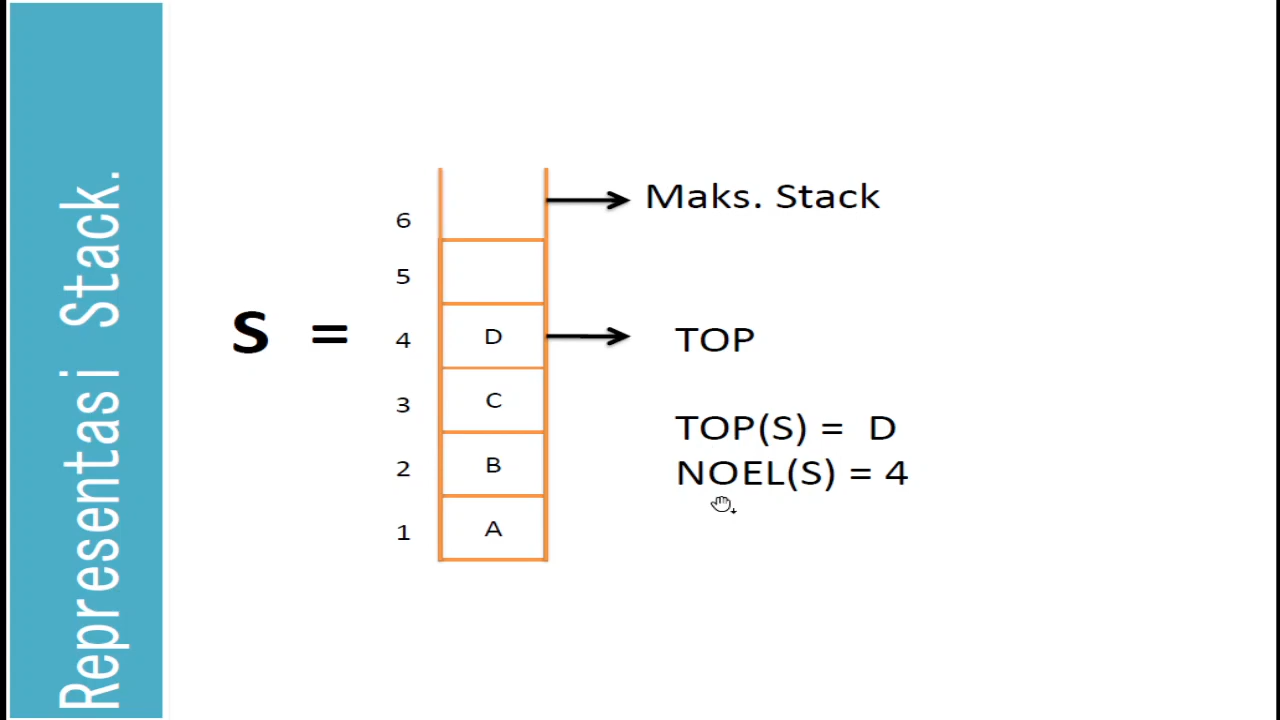 Representasi Stack.
S =
6
Maks. Stack
5
4 D TOP
3 C
TOP(S) = D
2 B NOEL(S) = 4
1 A